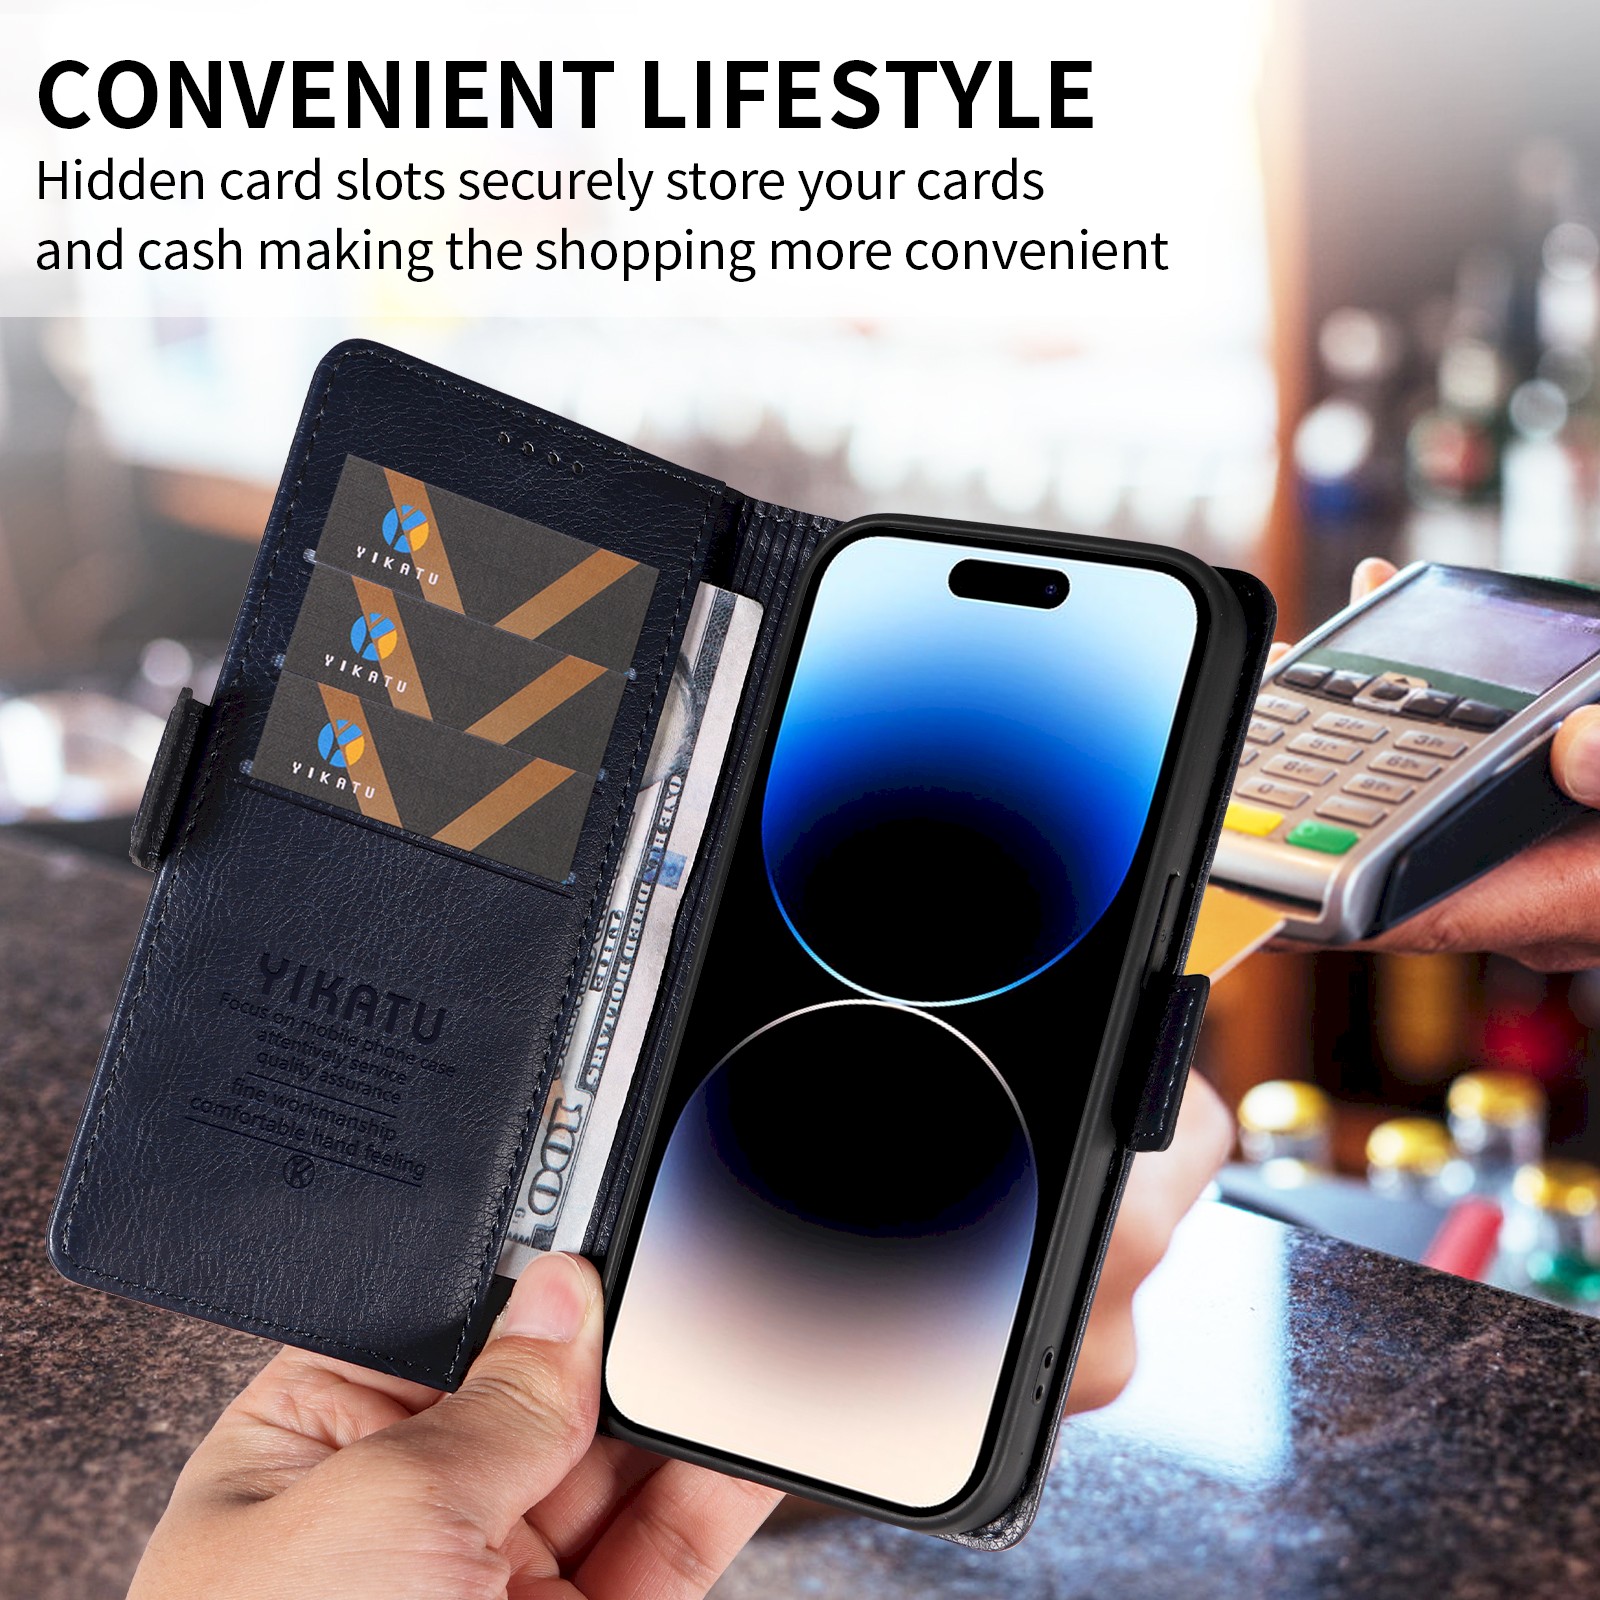 CONVENIENT LIFESTYLE
Hidden card slots securely store your cards
and cash making the shopping more convenient
YIKATU
YIKATU
YIKATU
YIKATU
Focus on mobile phone case
attentively service
quality assurance
fine workmanship
comfortable hand feeling
100